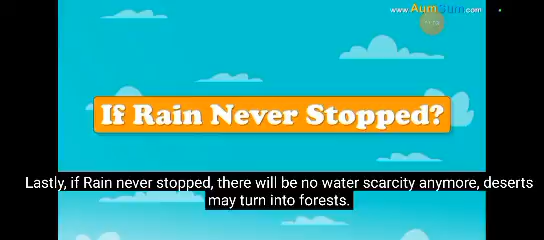 www.AumSum.com
If Rain Never Stopped?
Lastly, if Rain never stopped, there will be no water scarcity anymore, deserts
may turn into forests.